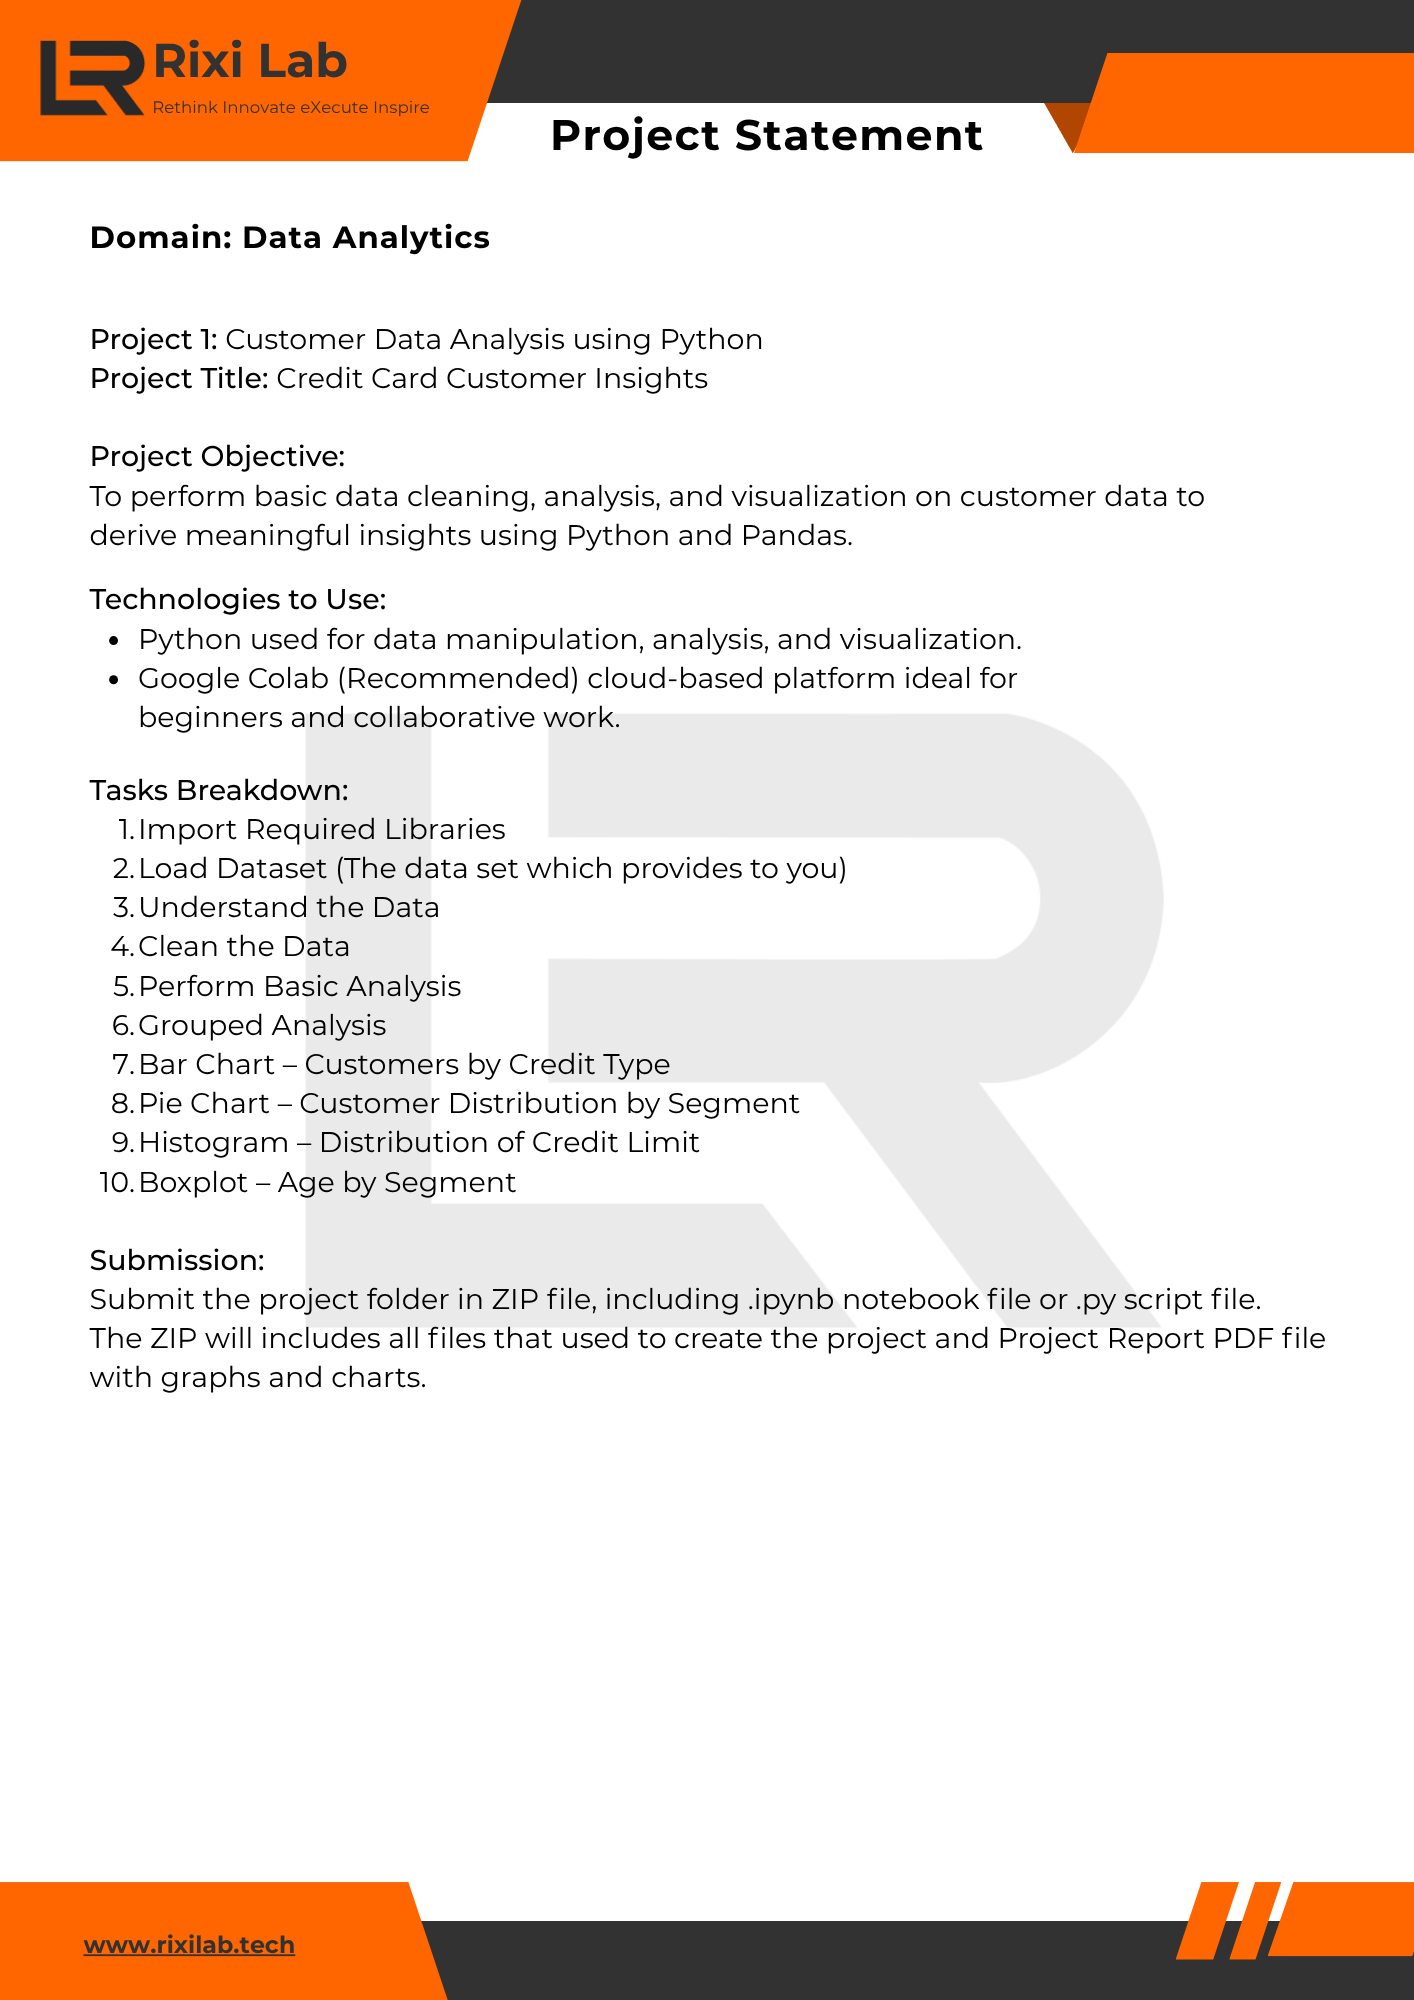 Rixi Lab
Rethink Innovate eXecute Inspire
Project Statement
Domain: Data Analytics
Project 1: Customer Data Analysis using Python
Project Title: Credit Card Customer Insights
Project Objective:
To perform basic data cleaning, analysis, and visualization on customer data to
derive meaningful insights using Python and Pandas.
Technologies to Use:
• Python used for data manipulation, analysis, and visualization.
• Google Colab (Recommended) cloud-based platform ideal for
beginners and collaborative work.
Tasks Breakdown:
1. Import Required Libraries
2. Load Dataset (The data set which provides to you)
3. Understand the Data
4. Clean the Data
5. Perform Basic Analysis
6. Grouped Analysis
7. Bar Chart – Customers by Credit Type
8. Pie Chart – Customer Distribution by Segment
9. Histogram – Distribution of Credit Limit
10. Boxplot – Age by Segment
Submission:
Submit the project folder in ZIP file, including .ipynb notebook file or .py script file.
The ZIP will includes all files that used to create the project and Project Report PDF file
with graphs and charts.
www.rixilab.tech